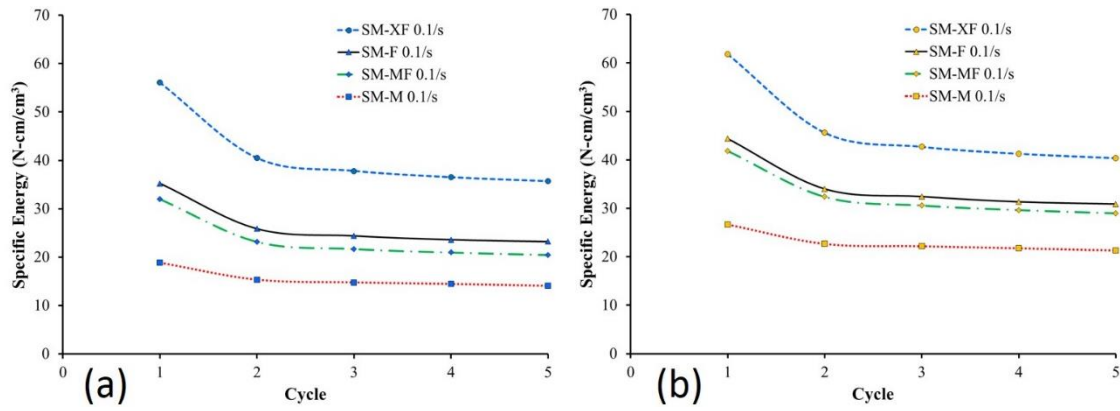 70
60
50
40
30
20
10
0
Specific Energy (N-cm/cm³)
SM-XF 0.1/s
SM-F 0.1/s
SM-MF 0.1/s
SM-M 0.1/s
0 1 2 3 4 5
Cycle
(a)
70
60
50
40
30
20
10
0
Specific Energy (N-cm/cm³)
SM-XF 0.1/s
SM-F 0.1/s
SM-MF 0.1/s
SM-M 0.1/s
0 1 2 3 4 5
Cycle
(b)